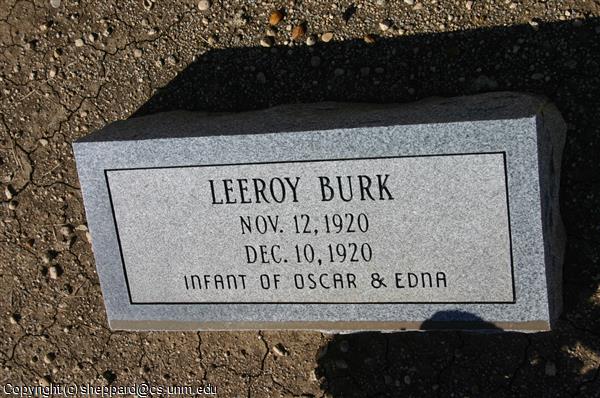 LEEROY BURK
NOV. 12, 1920
DEC. 10, 1920
INFANT OF OSCAR & EDNA
Copyright (c) sheppard@cs.unm.edu